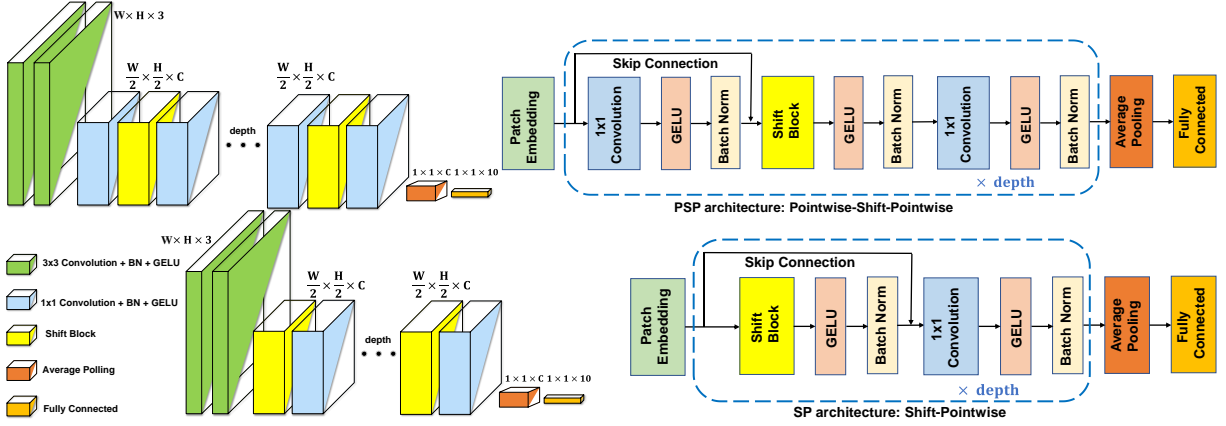 W × H × 3
W/2 × H/2 × C
W/2 × H/2 × C
depth
1 × 1 × C 1 × 1 × 10
Skip Connection
Patch Embedding
1x1 Convolution
GELU
Batch Norm
Shift Block
GELU
Batch Norm
1x1 Convolution
GELU
Batch Norm
Average Pooling
Fully Connected
× depth
PSP architecture: Pointwise-Shift-Pointwise
W × H × 3
3x3 Convolution + BN + GELU
1x1 Convolution + BN + GELU
Shift Block
Average Polling
Fully Connected
W/2 × H/2 × C
W/2 × H/2 × C
depth
1 × 1 × C 1 × 1 × 10
Skip Connection
Patch Embedding
Shift Block
GELU
Batch Norm
1x1 Convolution
GELU
Batch Norm
Average Pooling
Fully Connected
× depth
SP architecture: Shift-Pointwise